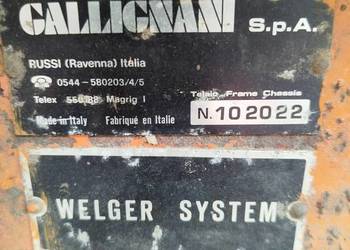 GALLIGNANI S.p.A.
RUSSI (Ravenna) Italia
☎ 0544-580203/4/5
Telaio-Frame Chassis
Telex 550188 Magrig I
N. 102022
Made in Italy Fabriqué en Italie
WELGER SYSTEM